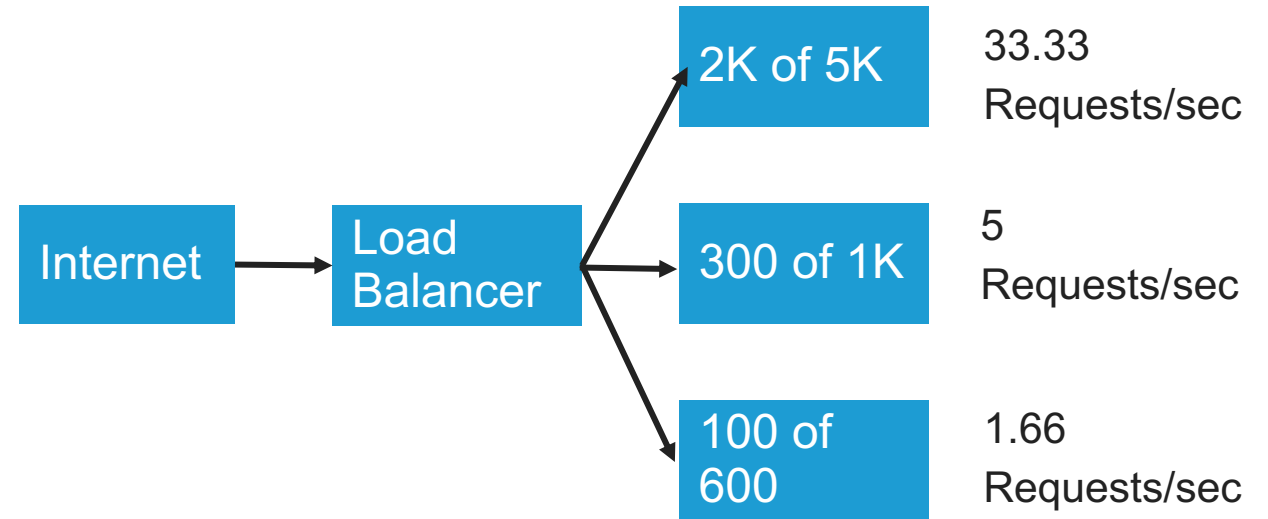 Internet
Load
Balancer
2K of 5K
33.33
Requests/sec
300 of 1K
5
Requests/sec
100 of
600
1.66
Requests/sec